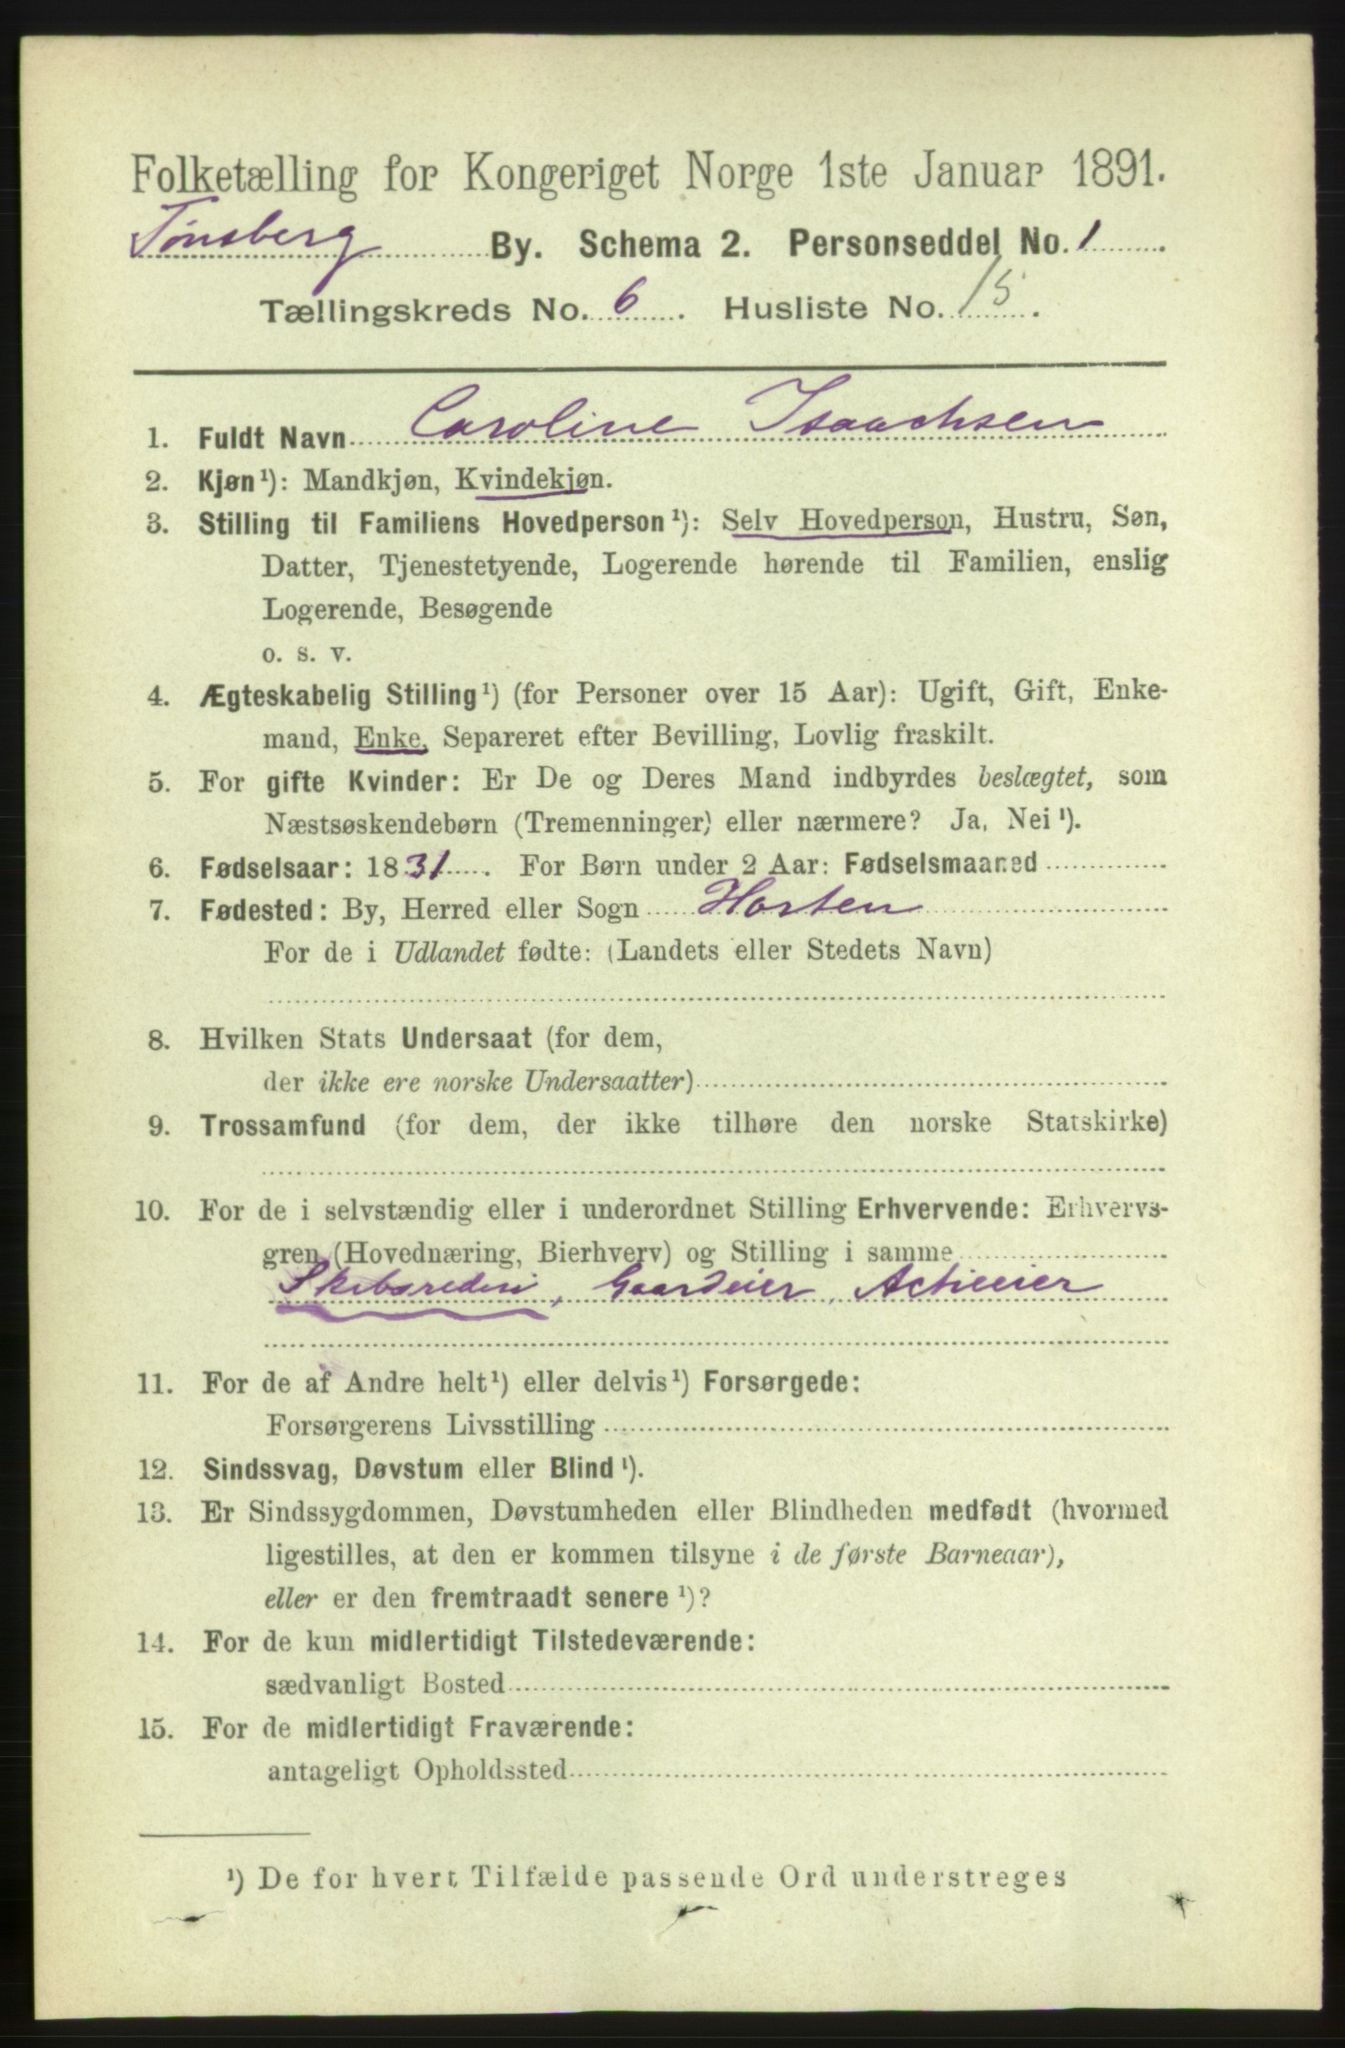 Folketælling for Kongeriget Norge 1ste Januar 1891.
Tønsberg By. Schema 2. Personseddel No. 1.
Tællingskreds No. 6. Husliste No. 15.
1. Fuldt Navn Caroline Isaachsen
2. Kjøn¹): Mandkjøn, Kvindekjøn.
3. Stilling til Familiens Hovedperson¹): Selv Hovedperson, Hustru, Søn,
Datter, Tjenestetyende, Logerende hørende til Familien, enslig
Logerende, Besøgende
o. s. v.
4. Ægteskabelig Stilling¹) (for Personer over 15 Aar): Ugift, Gift, Enke-
mand, Enke, Separeret efter Bevilling, Lovlig fraskilt.
5. For gifte Kvinder: Er De og Deres Mand indbyrdes beslægtet, som
Næstsøskendebørn (Tremenninger) eller nærmere? Ja, Nei¹).
6. Fødselsaar: 1831. For Børn under 2 Aar: Fødselsmaaned
7. Fødested: By, Herred eller Sogn Horten
For de i Udlandet fødte: (Landets eller Stedets Navn)
8. Hvilken Stats Undersaat (for dem,
der ikke ere norske Undersaatter)
9. Trossamfund (for dem, der ikke tilhøre den norske Statskirke)
10. For de i selvstændig eller i underordnet Stilling Erhvervende: Erhvervs-
gren (Hovednæring, Bierhverv) og Stilling i samme
Skibsrederi, Gaardeier, Actieeier
11. For de af Andre helt¹) eller delvis¹) Forsørgede:
Forsørgerens Livsstilling
12. Sindssvag, Døvstum eller Blind¹).
13. Er Sindssygdommen, Døvstumheden eller Blindheden medfødt (hvormed
ligestilles, at den er kommen tilsyne i de første Barneaar),
eller er den fremtraadt senere¹)?
14. For de kun midlertidigt Tilstedeværende:
sædvanligt Bosted
15. For de midlertidigt Fraværende:
antageligt Opholdssted
¹) De for hvert Tilfælde passende Ord understreges